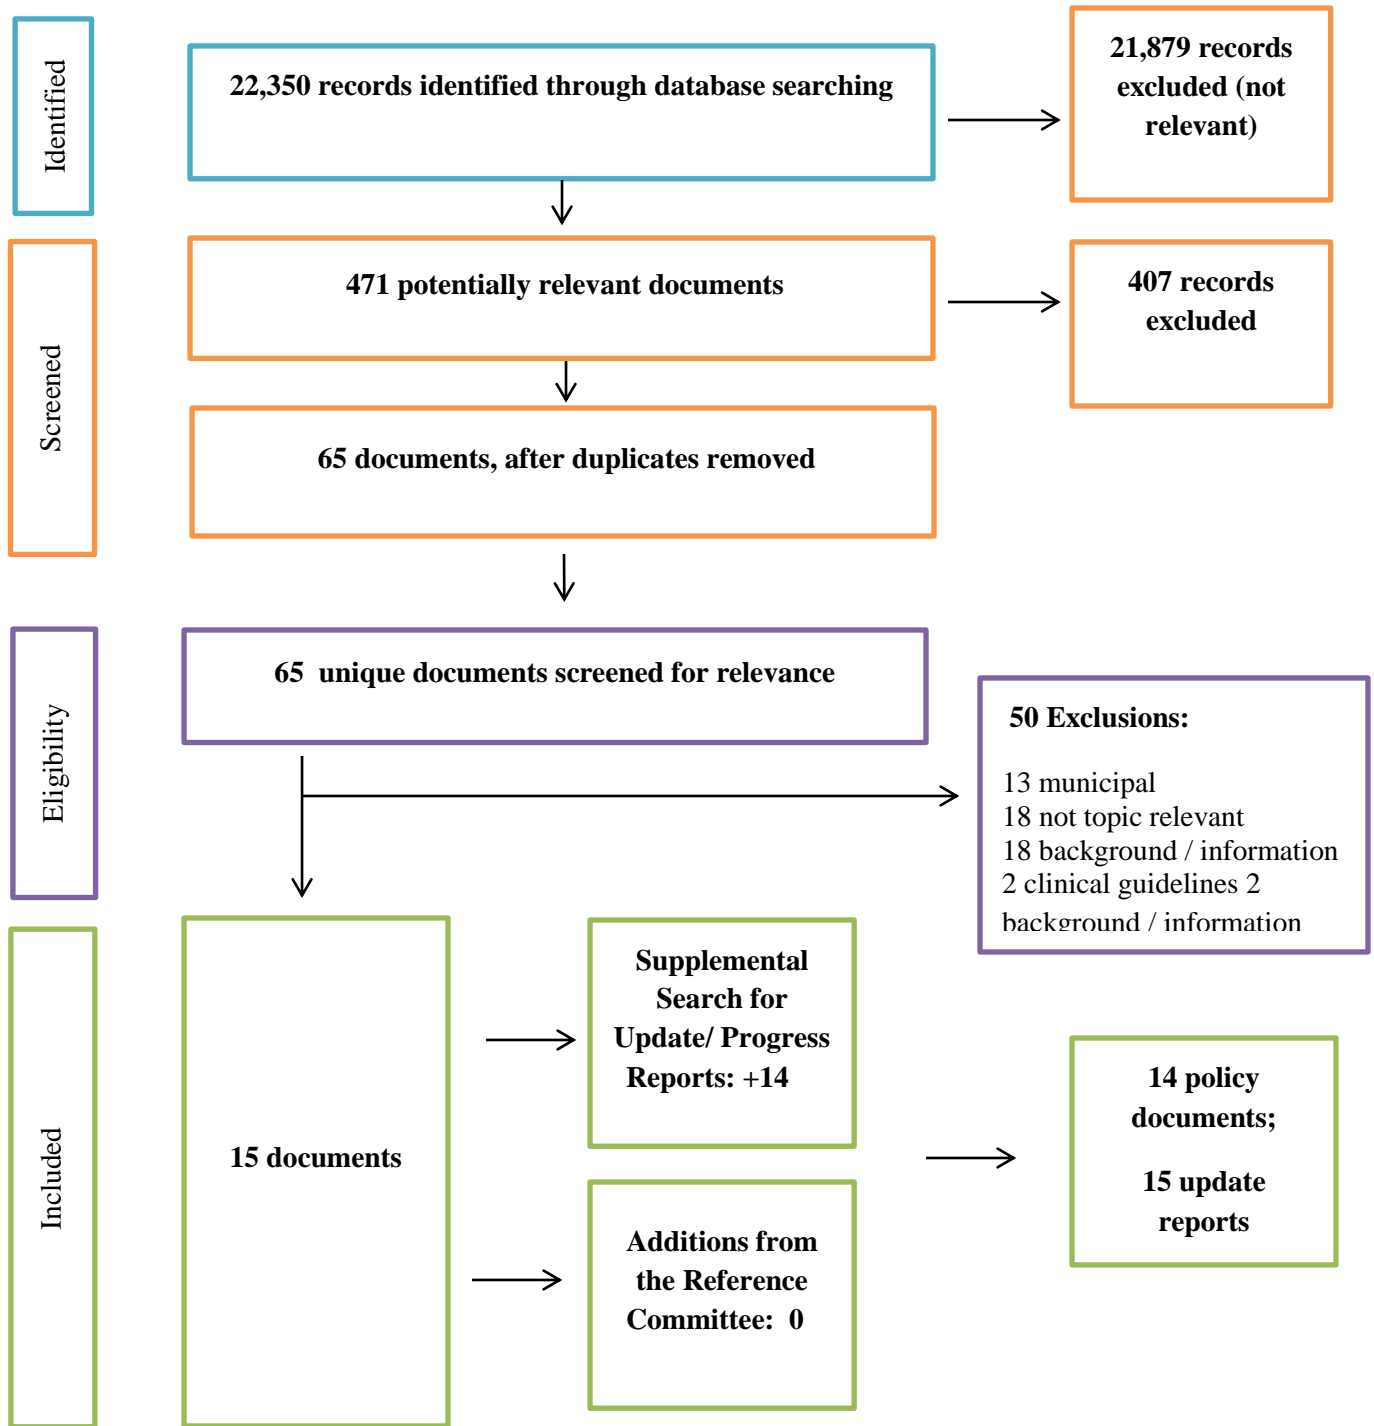 Identified
22,350 records identified through database searching
21,879 records
excluded (not
relevant)
Screened
471 potentially relevant documents
407 records
excluded
65 documents, after duplicates removed
Eligibility
65 unique documents screened for relevance
50 Exclusions:
13 municipal
18 not topic relevant
18 background / information
2 clinical guidelines 2
background / information
Included
15 documents
Supplemental
Search for
Update/ Progress
Reports: +14
Additions from
the Reference
Committee: 0
14 policy
documents;
15 update
reports